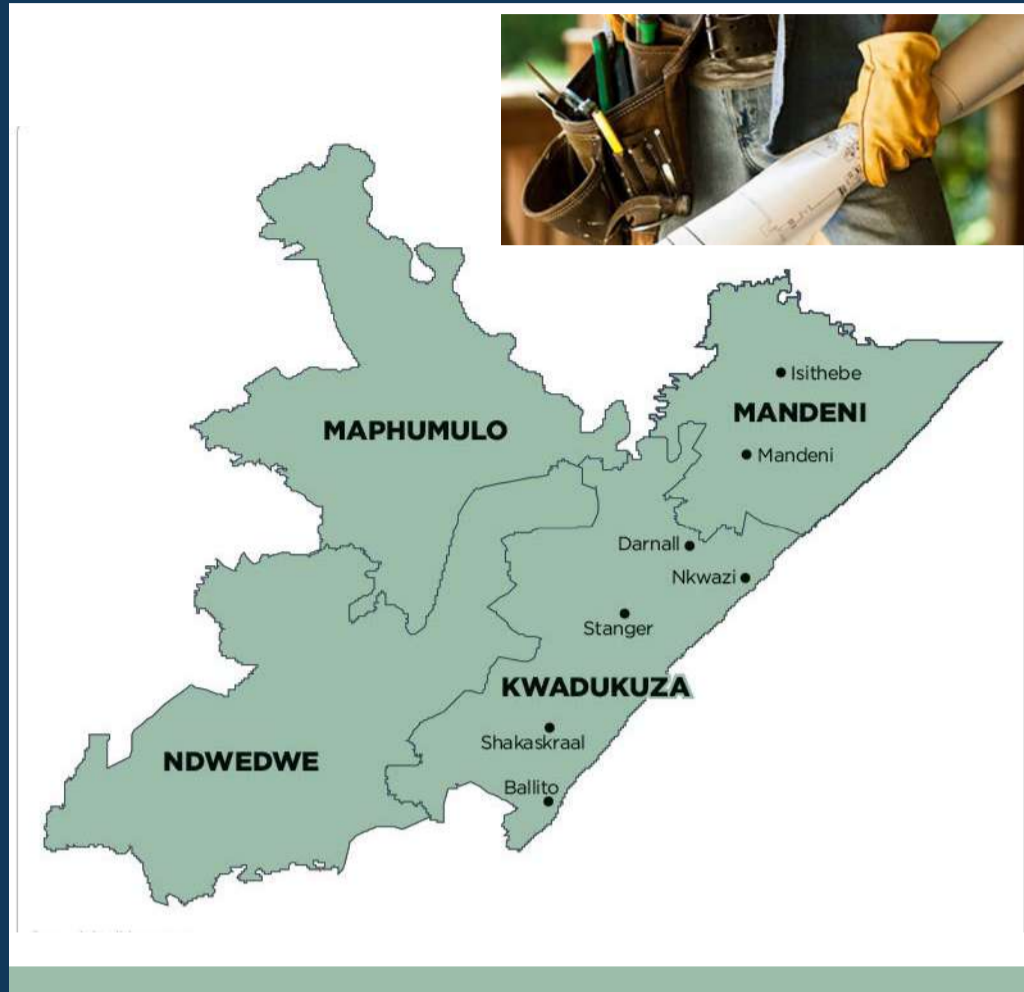 Isithebe
MANDENI
MAPHUMULO
Mandeni
Darnall
Nkwazi
Stanger
KWADUKUZA
Shakaskraal
NDWEDWE
Ballito